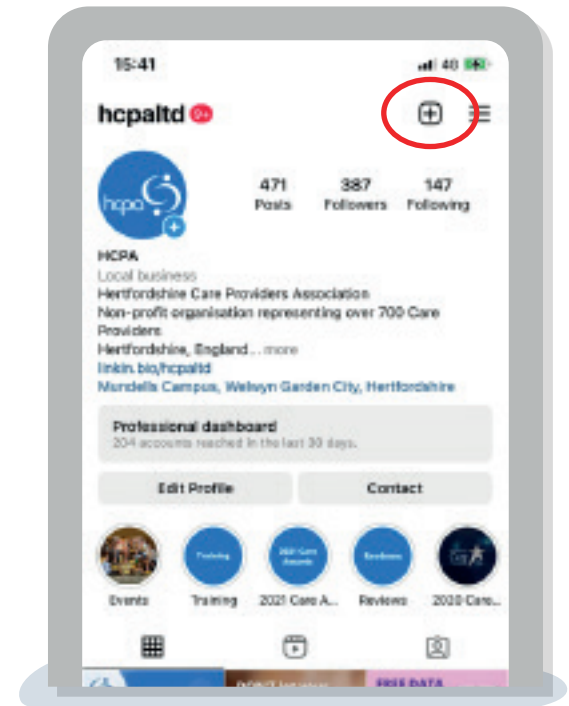 15:41
hcpaltd 9+
hcpa
471 387 147
Posts Followers Following
HCPA
Local business
Hertfordshire Care Providers Association
Non-profit organisation representing over 700 Care
Providers
Hertfordshire, England... more
linkin.bio/hcpaltd
Mundells Campus, Welwyn Garden City, Hertfordshire
Professional dashboard
204 accounts reached in the last 30 days.
Edit Profile Contact
Training 2021 Care Awards Reviews
Events Training 2021 Care A... Reviews 2020 Care...
FREE DATA